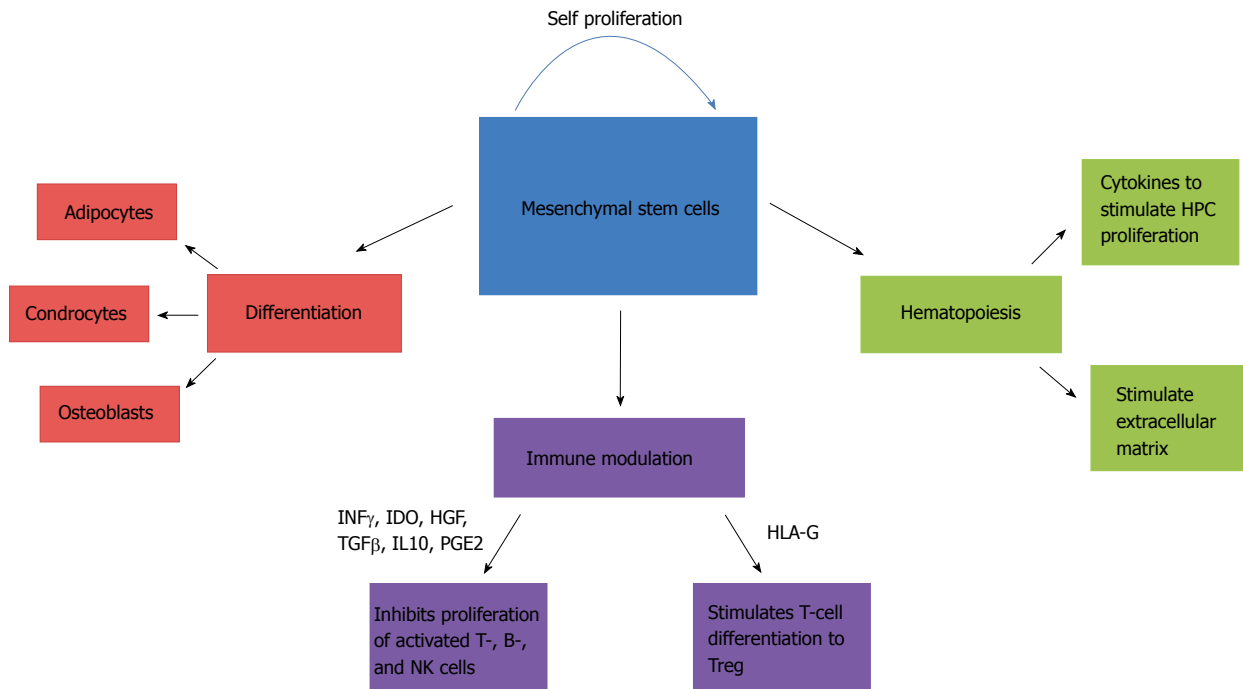 Self proliferation
Mesenchymal stem cells
Adipocytes
Condrocytes
Osteoblasts
Differentiation
Hematopoiesis
Cytokines to
stimulate HPC
proliferation
Stimulate
extracellular
matrix
Immune modulation
INFγ, IDO, HGF,
TGFβ, IL10, PGE2
HLA-G
Inhibits proliferation
of activated T-, B-,
and NK cells
Stimulates T-cell
differentiation to
Treg